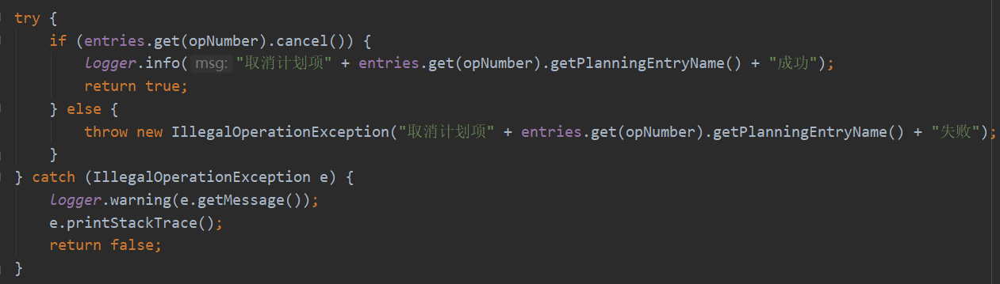 try {
if (entries.get(opNumber).cancel()) {
logger.info( msg: "取消计划项" + entries.get(opNumber).getPlanningEntryName() + "成功");
return true;
} else {
throw new IllegalOperationException("取消计划项" + entries.get(opNumber).getPlanningEntryName() + "失败");
}
} catch (IllegalOperationException e) {
logger.warning(e.getMessage());
e.printStackTrace();
return false;
}